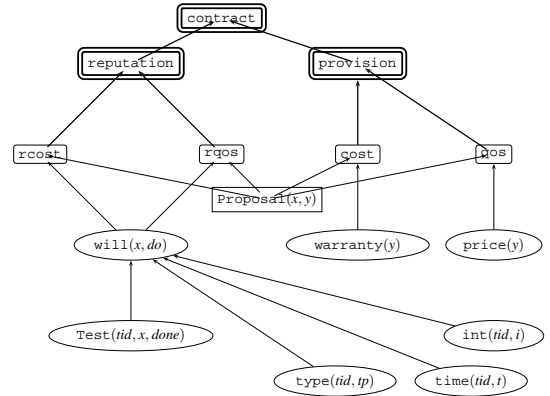 contract
reputation
provision
rcost
rqos
cost
qos
Proposal(x, y)
will(x, do)
warranty(y)
price(y)
Test(tid, x, done)
int(tid, i)
type(tid, tp)
time(tid, t)